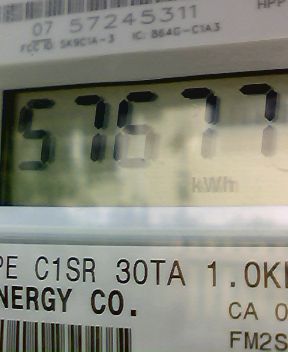 HPP
07 57245311
FCC ID SK9C1A-3 IC: 864G-C1A3
57677
kWh
PE C1SR 30TA 1.0K
NERGY CO.
CA 0
FM2S